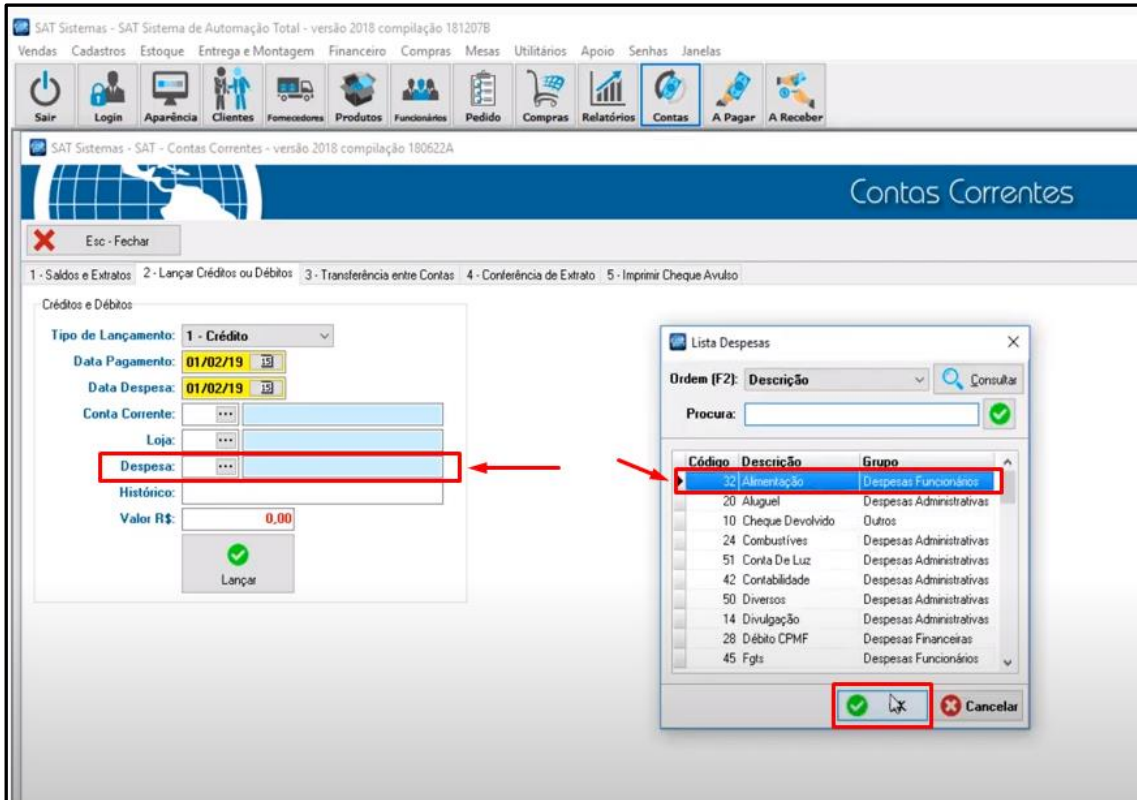 SAT Sistemas - SAT Sistema de Automação Total - versão 2018 compilação 181207B
Vendas Cadastros Estoque Entrega e Montagem Financeiro Compras Mesas Utilitários Apoio Senhas Janelas
Sair Login Aparência Clientes Fornecedores Produtos Funcionários Pedido Compras Relatórios Contas A Pagar A Receber
SAT Sistemas - SAT - Contas Correntes - versão 2018 compilação 180622A
Contas Correntes
Esc - Fechar
1 - Saldos e Extratos 2 - Lançar Créditos ou Débitos 3 - Transferência entre Contas 4 - Conferência de Extrato 5 - Imprimir Cheque Avulso
Créditos e Débitos
Tipo de Lançamento: 1 - Crédito
Data Pagamento: 01/02/19 15
Data Despesa: 01/02/19 15
Conta Corrente: ...
Loja: ...
Despesa: ...
Histórico:
Valor R$: 0,00
Lançar
Lista Despesas
Ordem (F2): Descrição Consultar
Procura:
Código Descrição Grupo
32 Alimentação Despesas Funcionários
20 Aluguel Despesas Administrativas
10 Cheque Devolvido Outros
24 Combustíves Despesas Administrativas
51 Conta De Luz Despesas Administrativas
42 Contabilidade Despesas Administrativas
50 Diversos Despesas Administrativas
14 Divulgação Despesas Administrativas
28 Débito CPMF Despesas Financeiras
45 Fgts Despesas Funcionários
Cancelar